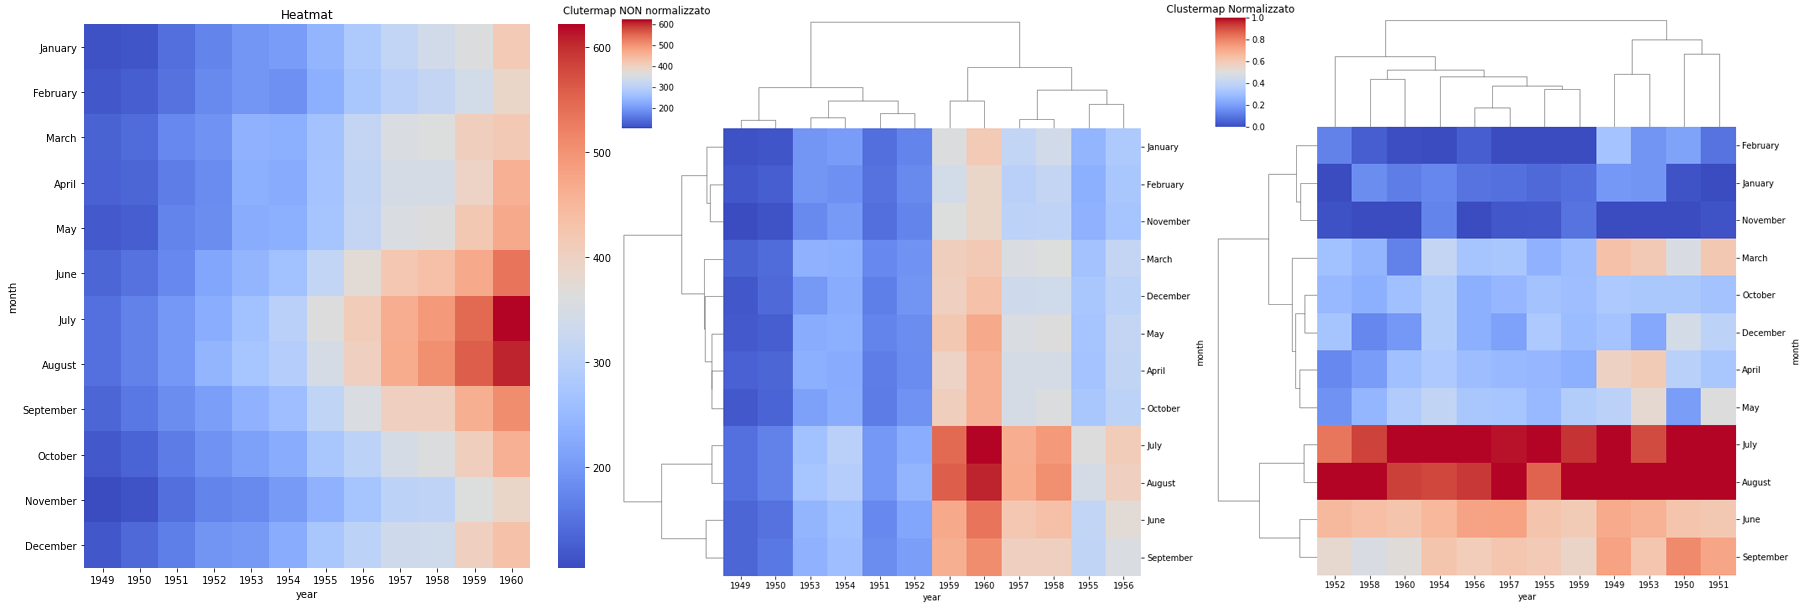 Heatmat
January
February
March
April
May
June
July
August
September
October
November
December
month
1949 1950 1951 1952 1953 1954 1955 1956 1957 1958 1959 1960
year
600
500
400
300
200
Clutermap NON normalizzato
600
500
400
300
200
January
February
November
March
December
May
April
October
July
August
June
September
month
1949 1950 1953 1954 1951 1952 1959 1960 1957 1958 1955 1956
year
Clustermap Normalizzato
1.0
0.8
0.6
0.4
0.2
0.0
February
January
November
March
October
December
April
May
July
August
June
September
month
1952 1958 1960 1954 1956 1957 1955 1959 1949 1953 1950 1951
year